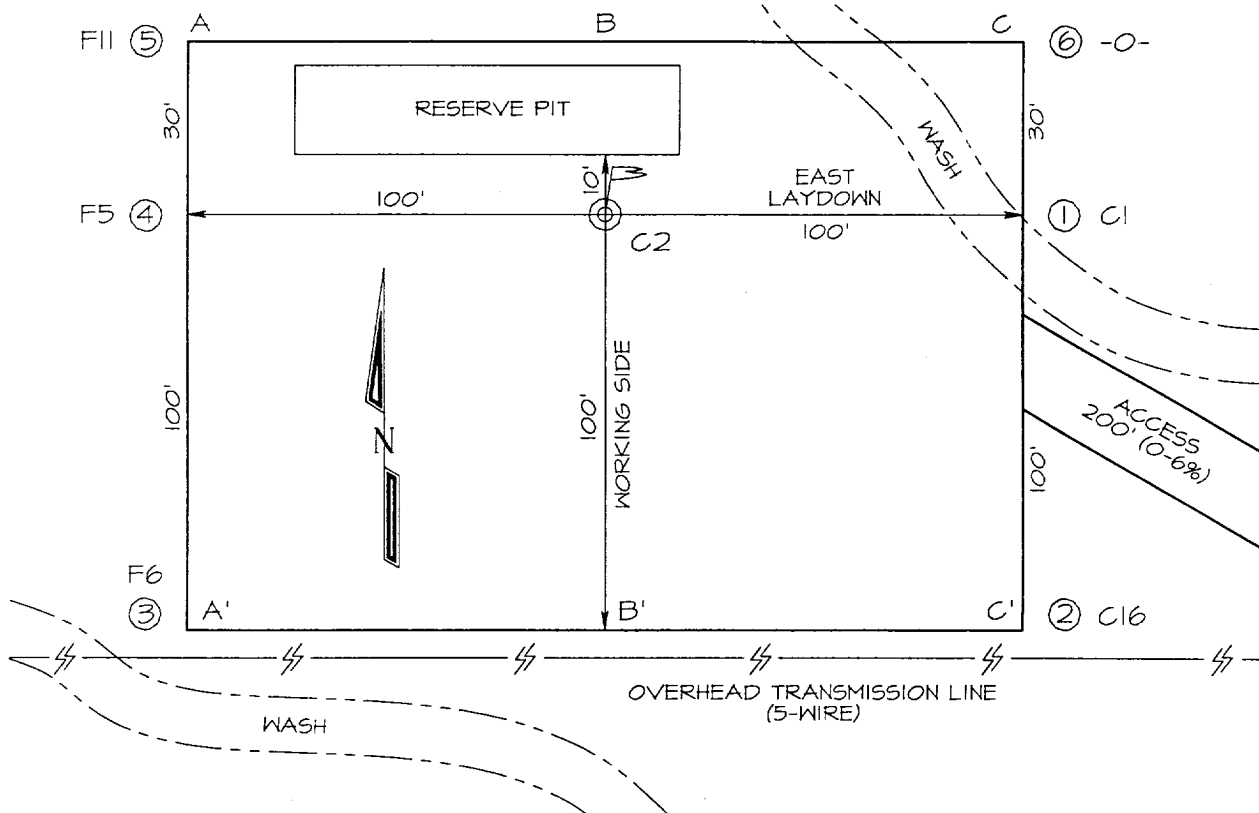 A B C
F11 5 6 -0-
RESERVE PIT
30' 30'
WASH
10'
EAST
LAYDOWN
F5 4 100' 100' 1 C1
C2
100' 100' WORKING SIDE 100'
N
ACCESS
200' (0-6%)
F6
3 A' B' C' 2 C16
OVERHEAD TRANSMISSION LINE
(5-WIRE)
WASH